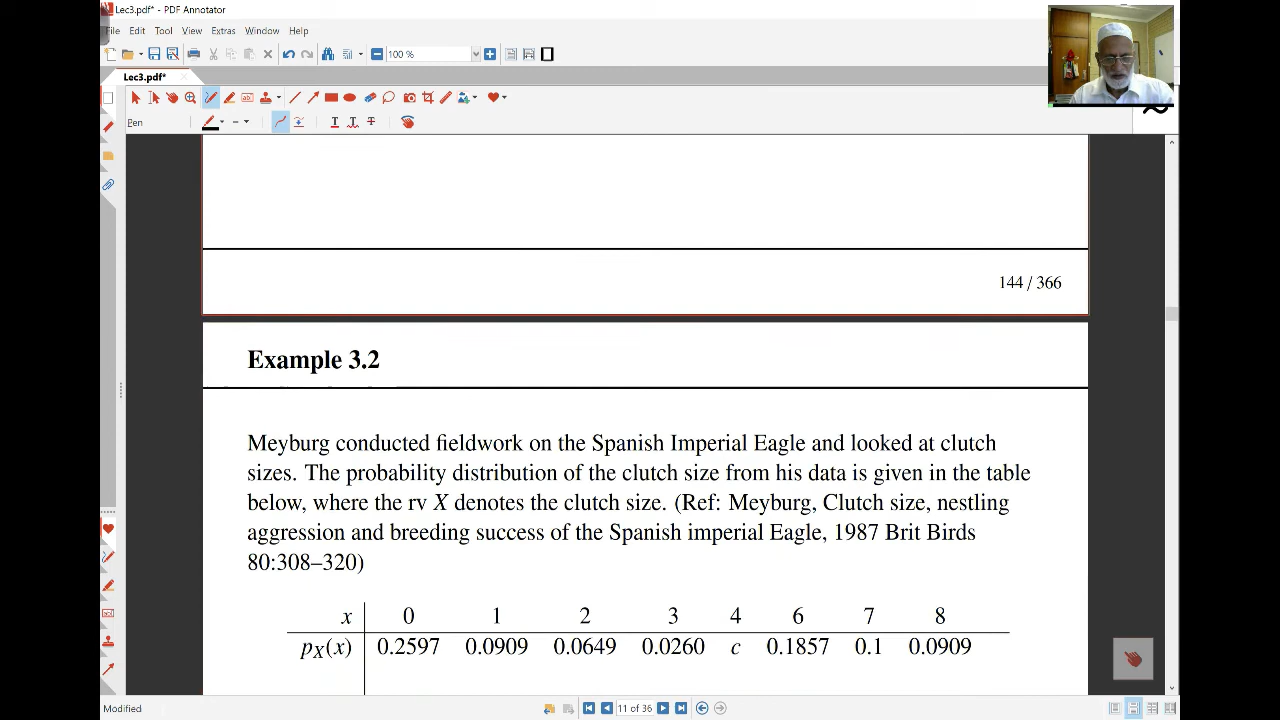 Lec3.pdf* - PDF Annotator
File Edit Tool View Extras Window Help
100 %
Lec3.pdf*
Pen
144 / 366
Example 3.2
Meyburg conducted fieldwork on the Spanish Imperial Eagle and looked at clutch
sizes. The probability distribution of the clutch size from his data is given in the table
below, where the rv X denotes the clutch size. (Ref: Meyburg, Clutch size, nestling
aggression and breeding success of the Spanish imperial Eagle, 1987 Brit Birds
80:308–320)
x 0 1 2 3 4 6 7 8
pX(x) 0.2597 0.0909 0.0649 0.0260 c 0.1857 0.1 0.0909
Modified
11 of 36